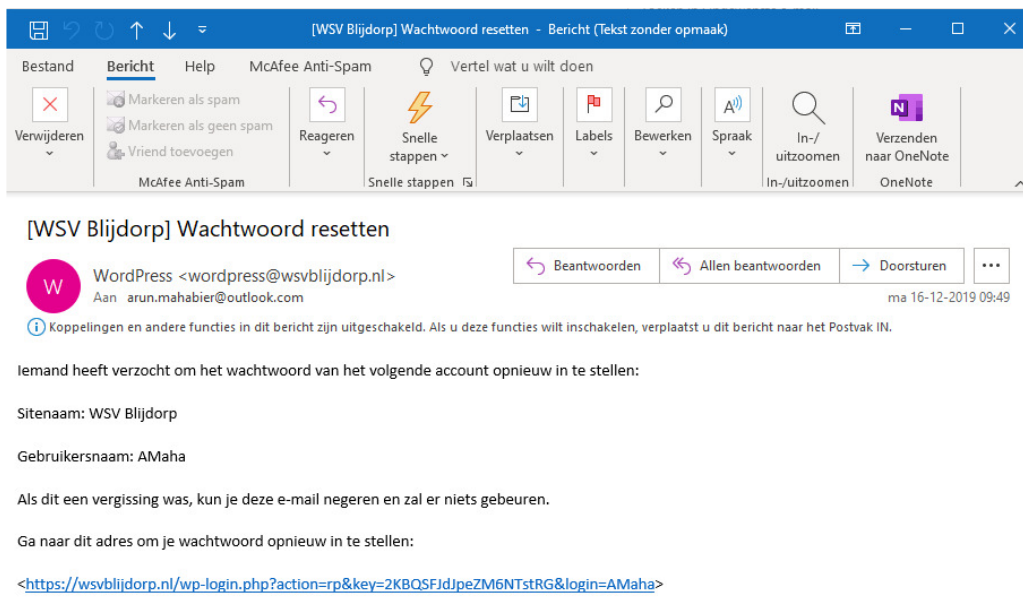 [WSV Blijdorp] Wachtwoord resetten - Bericht (Tekst zonder opmaak)
Bestand Bericht Help McAfee Anti-Spam Vertel wat u wilt doen
Verwijderen
Markeren als spam
Markeren als geen spam
Vriend toevoegen
McAfee Anti-Spam
Reageren
Snelle
stappen
Snelle stappen
Verplaatsen
Labels
Bewerken
Spraak
In-/
uitzoomen
In-/uitzoomen
Verzenden
naar OneNote
OneNote
[WSV Blijdorp] Wachtwoord resetten
W
WordPress <wordpress@wsvblijdorp.nl>
Aan arun.mahabier@outlook.com
Beantwoorden Allen beantwoorden Doorsturen ...
ma 16-12-2019 09:49
Koppelingen en andere functies in dit bericht zijn uitgeschakeld. Als u deze functies wilt inschakelen, verplaatst u dit bericht naar het Postvak IN.
Iemand heeft verzocht om het wachtwoord van het volgende account opnieuw in te stellen:
Sitenaam: WSV Blijdorp
Gebruikersnaam: AMaha
Als dit een vergissing was, kun je deze e-mail negeren en zal er niets gebeuren.
Ga naar dit adres om je wachtwoord opnieuw in te stellen:
<https://wsvblijdorp.nl/wp-login.php?action=rp&key=2KBQSFJdJpeZM6NTstRG&login=AMaha>